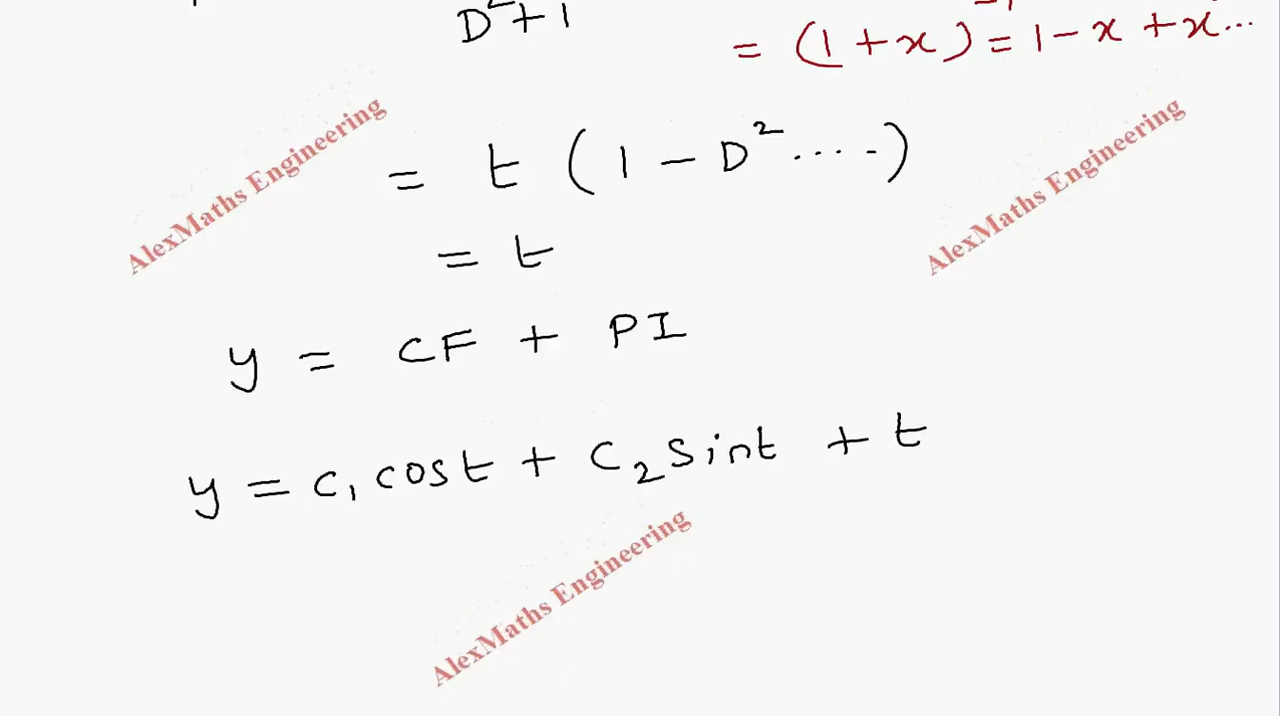 D²+1
= (1+x) = 1-x+x...
= t (1-D².....)
= t
y = CF + PI
y = c₁cost + c₂sint + t
AlexMaths Engineering
AlexMaths Engineering
AlexMaths Engineering